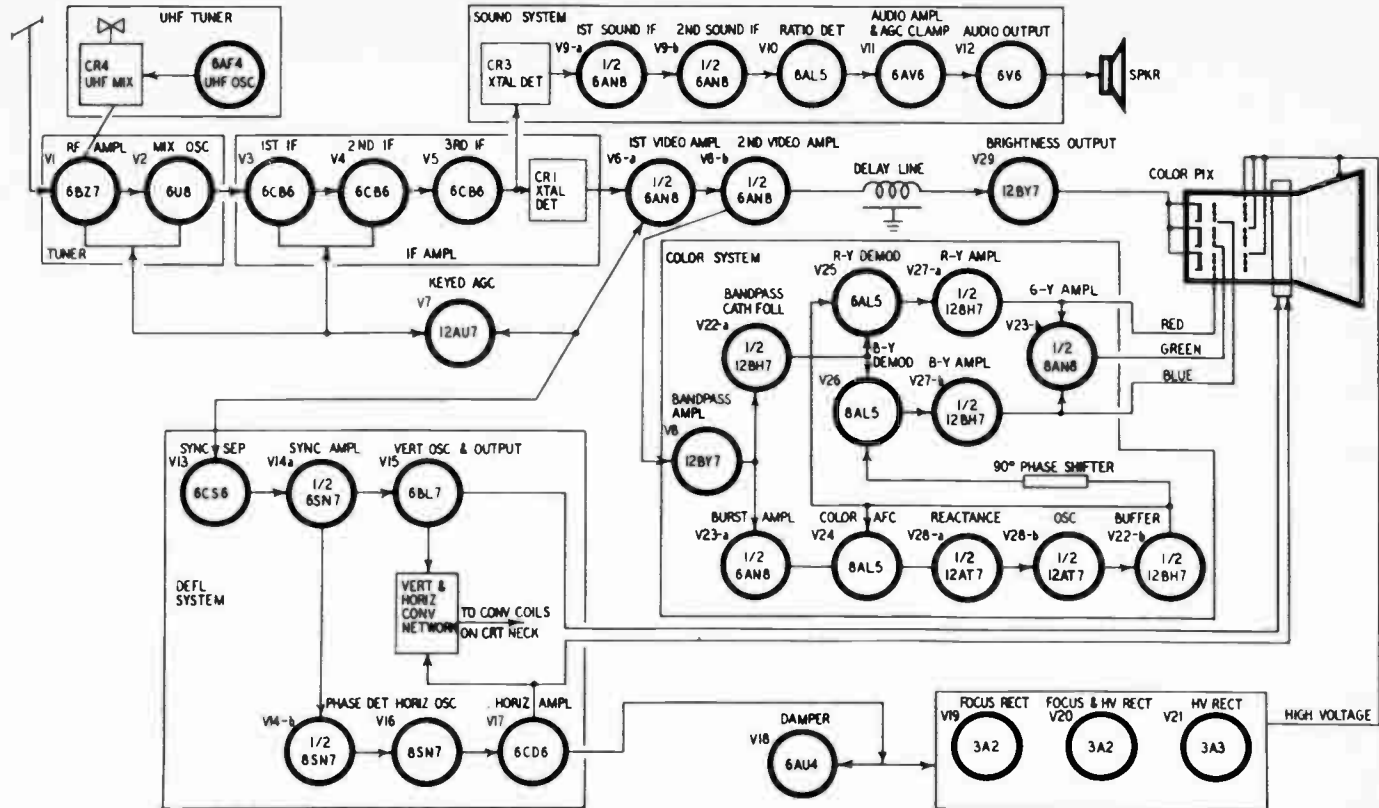 UHF TUNER
CR4
UHF MIX
6AF4
UHF OSC
SOUND SYSTEM
CR3
XTAL DET
1ST SOUND IF
V9-a
1/2
6AN8
2ND SOUND IF
V9-b
1/2
6AN8
RATIO DET
V10
6AL5
AUDIO AMPL
& AGC CLAMP
V11
6AV6
AUDIO OUTPUT
V12
6V6
SPKR
RF AMPL
V1
6BZ7
MIX OSC
V2
6U8
TUNER
1ST IF
V3
6CB6
2ND IF
V4
6CB6
3RD IF
V5
6CB6
CR1
XTAL
DET
IF AMPL
1ST VIDEO AMPL
V6-a
1/2
6AN8
2ND VIDEO AMPL
V6-b
1/2
6AN8
DELAY LINE
BRIGHTNESS OUTPUT
V29
12BY7
COLOR PIX
KEYED AGC
V7
12AU7
COLOR SYSTEM
BANDPASS
CATH FOLL
V22-a
1/2
12BH7
R-Y DEMOD
V25
6AL5
R-Y AMPL
V27-a
1/2
12BH7
G-Y AMPL
V23-b
1/2
8AN8
RED
GREEN
BLUE
B-Y
DEMOD
V26
8AL5
B-Y AMPL
V27-b
1/2
12BH7
BANDPASS
AMPL
V8
12BY7
90° PHASE SHIFTER
BURST AMPL
V23-a
1/2
6AN8
COLOR AFC
V24
8AL5
REACTANCE
V28-a
1/2
12AT7
OSC
V28-b
1/2
12AT7
BUFFER
V22-b
1/2
12BH7
SYNC SEP
V13
6CS6
SYNC AMPL
V14a
1/2
6SN7
VERT OSC & OUTPUT
V15
6BL7
DEFL
SYSTEM
VERT &
HORIZ
CONV
NETWORK
TO CONV COILS
ON CRT NECK
PHASE DET
V14-b
1/2
8SN7
HORIZ OSC
V16
8SN7
HORIZ AMPL
V17
6CD6
DAMPER
V18
6AU4
FOCUS RECT
V19
3A2
FOCUS & HV RECT
V20
3A2
HV RECT
V21
3A3
HIGH VOLTAGE